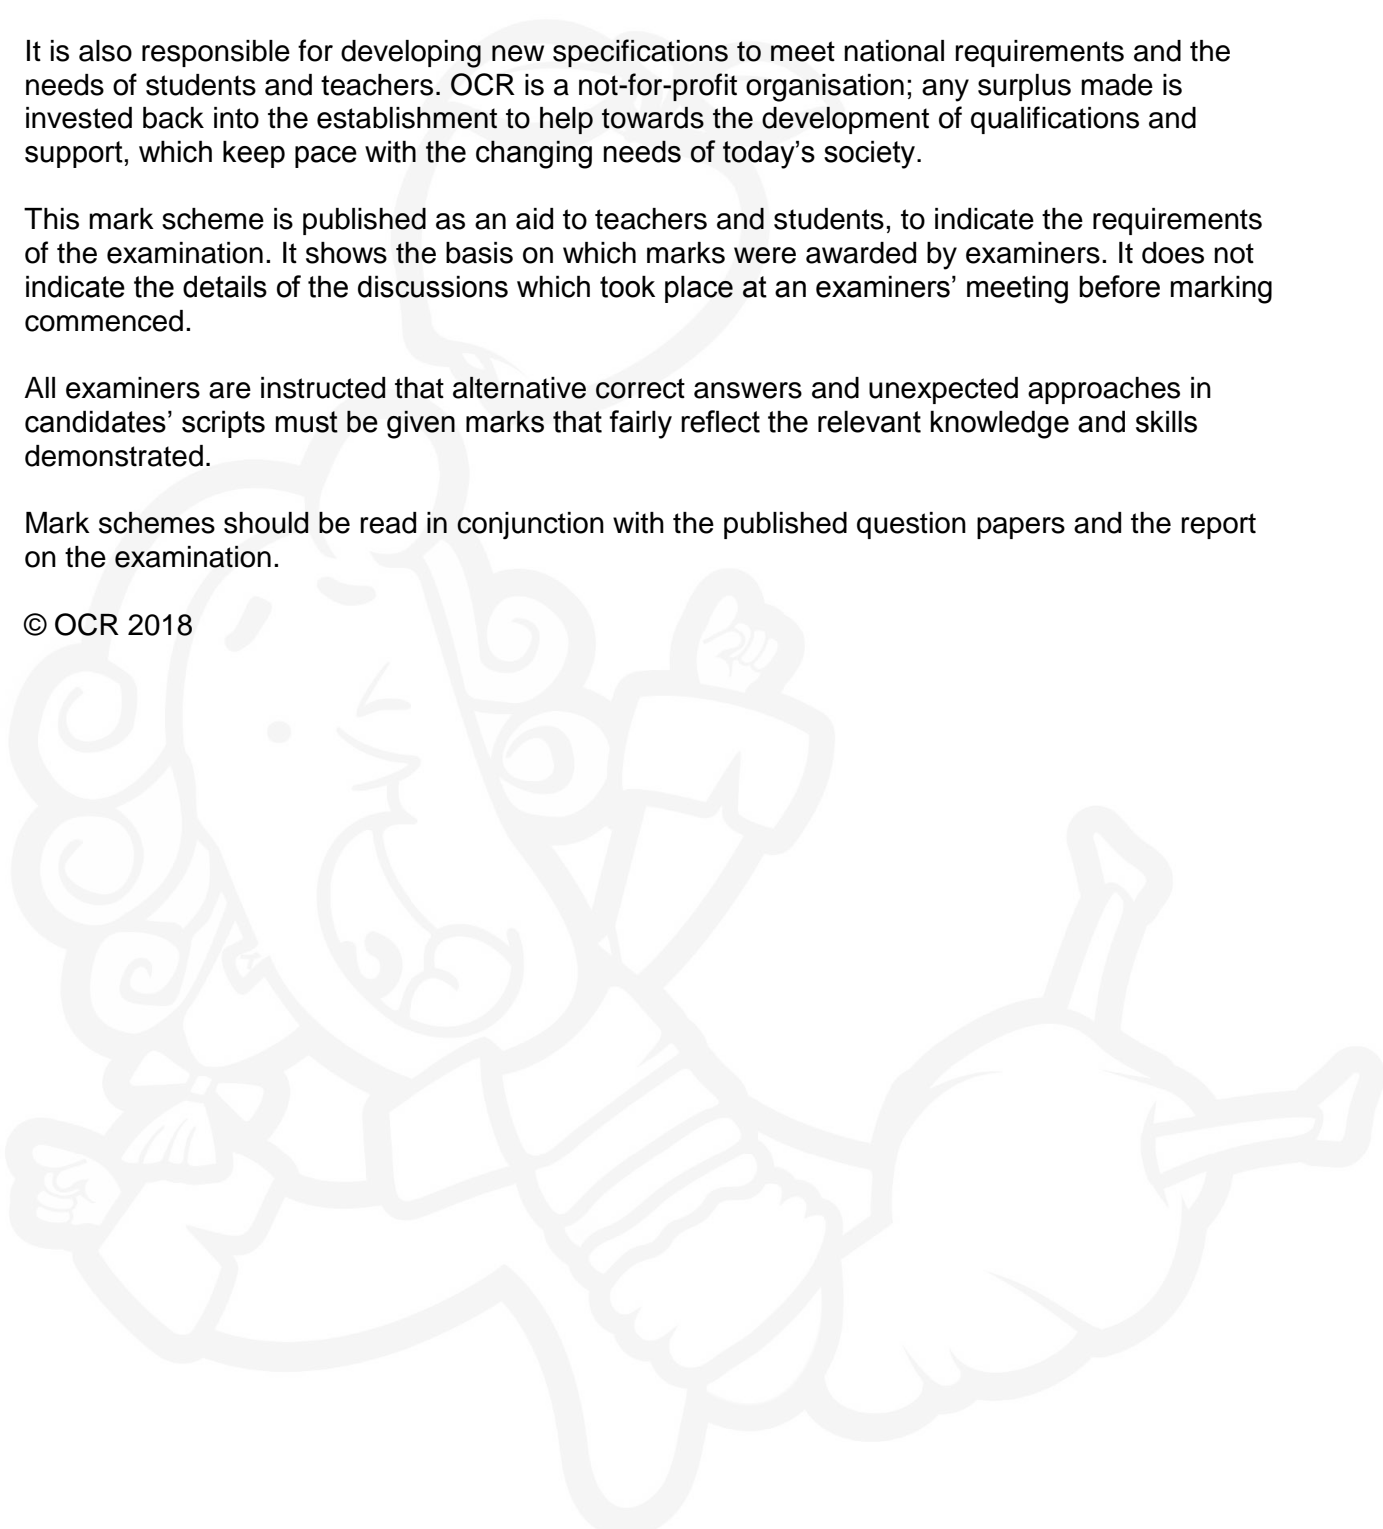 It is also responsible for developing new specifications to meet national requirements and the
needs of students and teachers. OCR is a not-for-profit organisation; any surplus made is
invested back into the establishment to help towards the development of qualifications and
support, which keep pace with the changing needs of today’s society.
This mark scheme is published as an aid to teachers and students, to indicate the requirements
of the examination. It shows the basis on which marks were awarded by examiners. It does not
indicate the details of the discussions which took place at an examiners’ meeting before marking
commenced.
All examiners are instructed that alternative correct answers and unexpected approaches in
candidates’ scripts must be given marks that fairly reflect the relevant knowledge and skills
demonstrated.
Mark schemes should be read in conjunction with the published question papers and the report
on the examination.
© OCR 2018